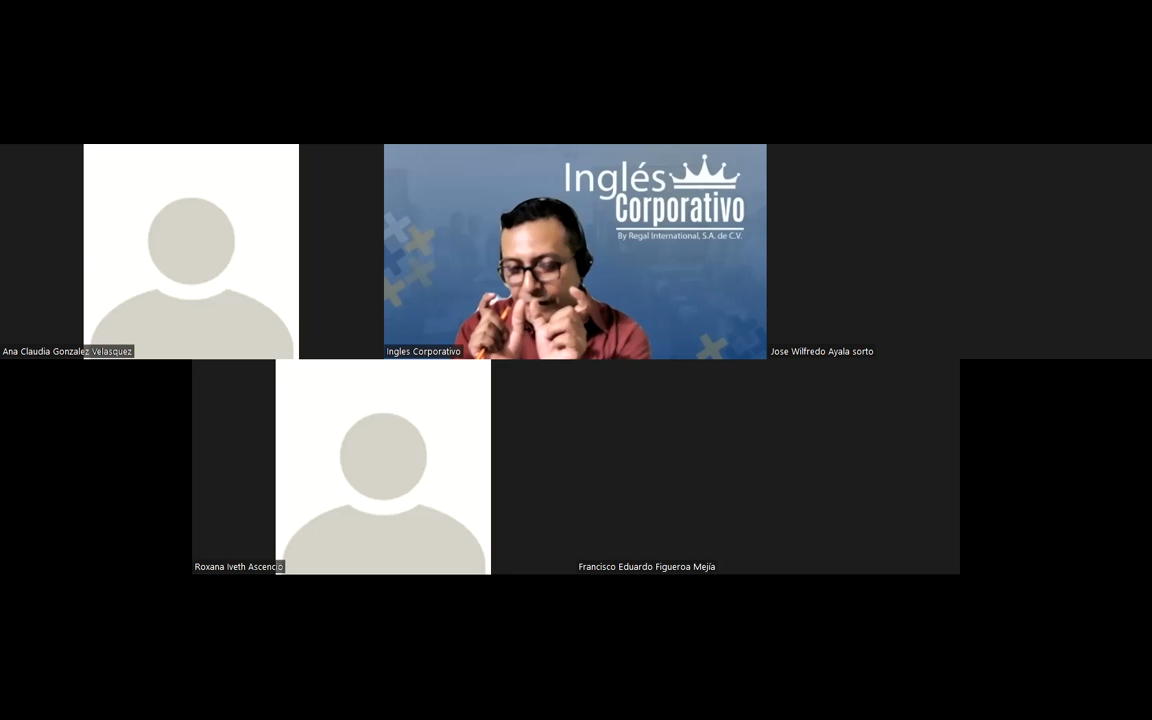 Inglés
Corporativo
By Regal International, S.A. de C.V.
Ana Claudia Gonzalez Velasquez
Ingles Corporativo
Jose Wilfredo Ayala sorto
Roxana Iveth Ascencio
Francisco Eduardo Figueroa Mejía